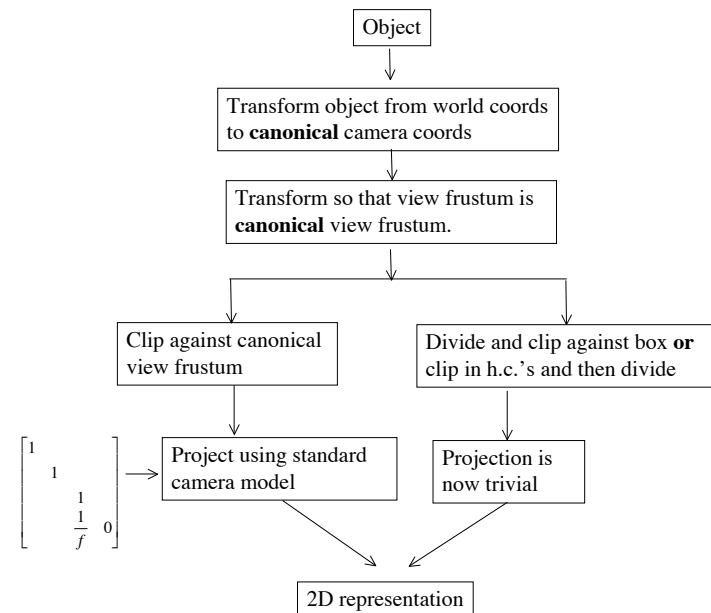 Object
Transform object from world coords
to canonical camera coords
Transform so that view frustum is
canonical view frustum.
Clip against canonical
view frustum
Divide and clip against box or
clip in h.c.'s and then divide
1
1
1
1
f
0
Project using standard
camera model
Projection is
now trivial
2D representation